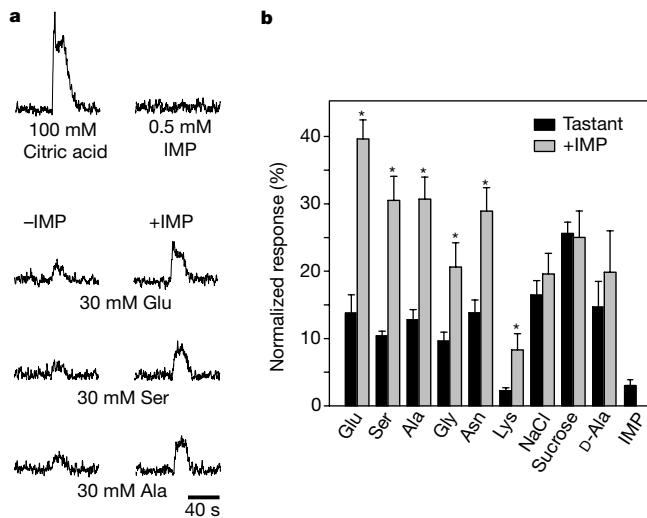 a
100 mM
Citric acid
0.5 mM
IMP
–IMP
+IMP
30 mM Glu
30 mM Ser
30 mM Ala
40 s
b
Normalized response (%)
40
30
20
10
0
Tastant
+IMP
*
*
*
*
*
*
Glu
Ser
Ala
Gly
Asn
Lys
NaCl
Sucrose
D-Ala
IMP